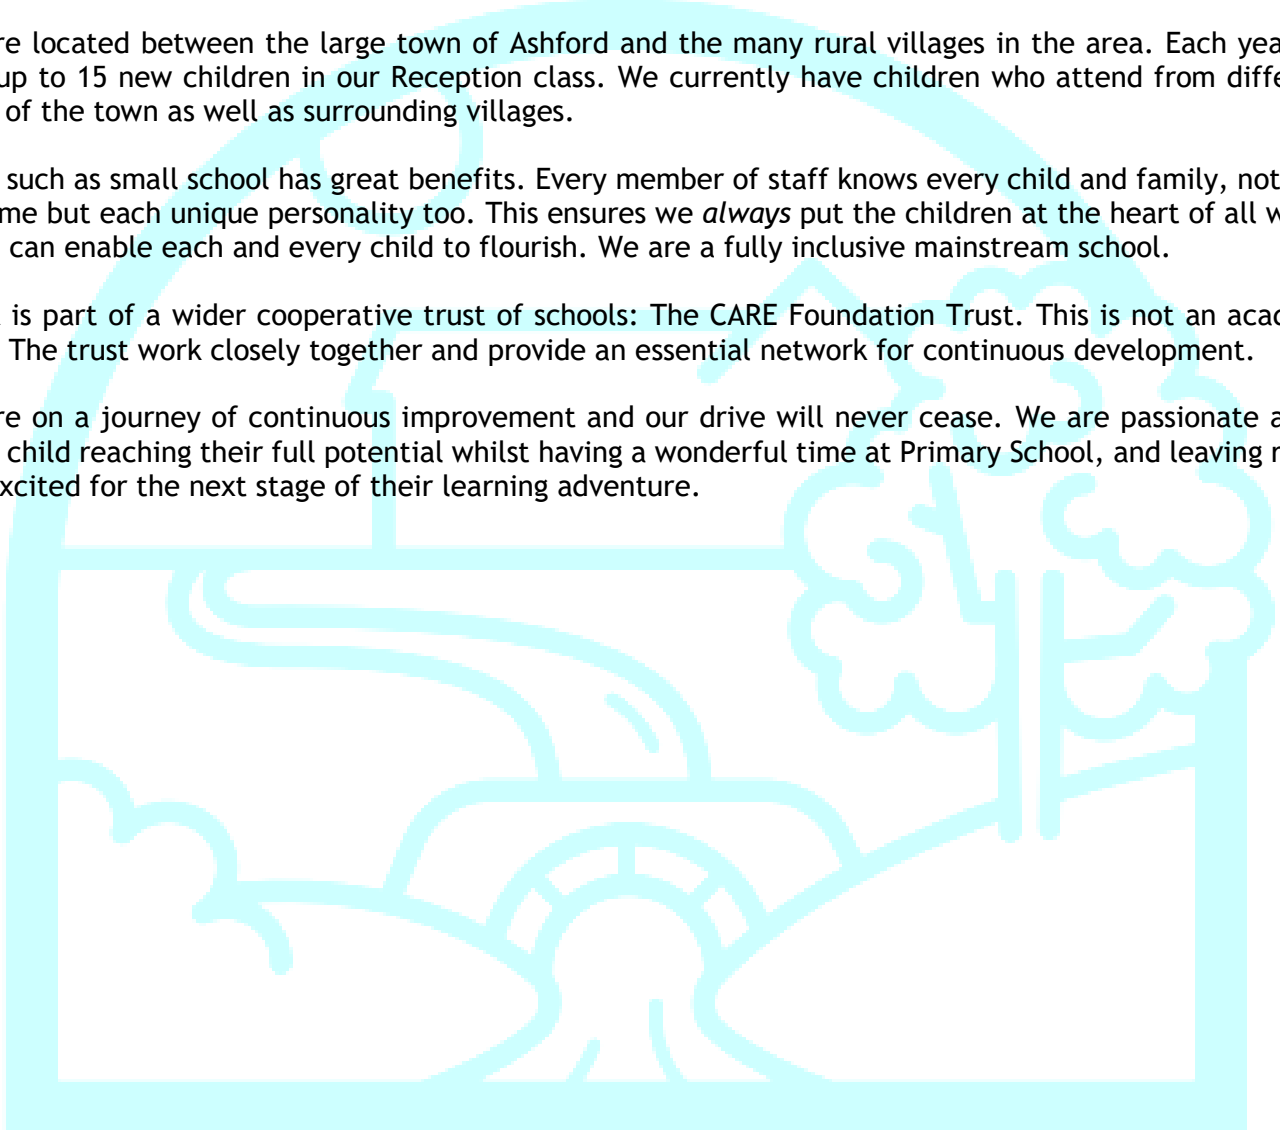 re located between the large town of Ashford and the many rural villages in the area. Each yea
up to 15 new children in our Reception class. We currently have children who attend from diffe
of the town as well as surrounding villages.
such as small school has great benefits. Every member of staff knows every child and family, not
me but each unique personality too. This ensures we always put the children at the heart of all w
can enable each and every child to flourish. We are a fully inclusive mainstream school.
is part of a wider cooperative trust of schools: The CARE Foundation Trust. This is not an acad
The trust work closely together and provide an essential network for continuous development.
re on a journey of continuous improvement and our drive will never cease. We are passionate a
child reaching their full potential whilst having a wonderful time at Primary School, and leaving r
xcited for the next stage of their learning adventure.